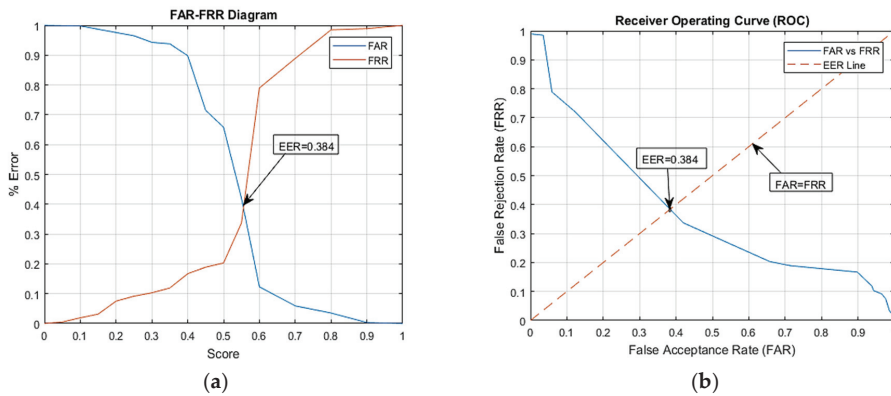 FAR-FRR Diagram
1
0.9
0.8
0.7
0.6
0.5
0.4
0.3
0.2
0.1
0
% Error
FAR
FRR
EER=0.384
0 0.1 0.2 0.3 0.4 0.5 0.6 0.7 0.8 0.9 1
Score
(a)
Receiver Operating Curve (ROC)
1
0.9
0.8
0.7
0.6
0.5
0.4
0.3
0.2
0.1
0
False Rejection Rate (FRR)
FAR vs FRR
EER Line
EER=0.384
FAR=FRR
0.1 0.2 0.3 0.4 0.5 0.6 0.7 0.8 0.9
False Acceptance Rate (FAR)
(b)